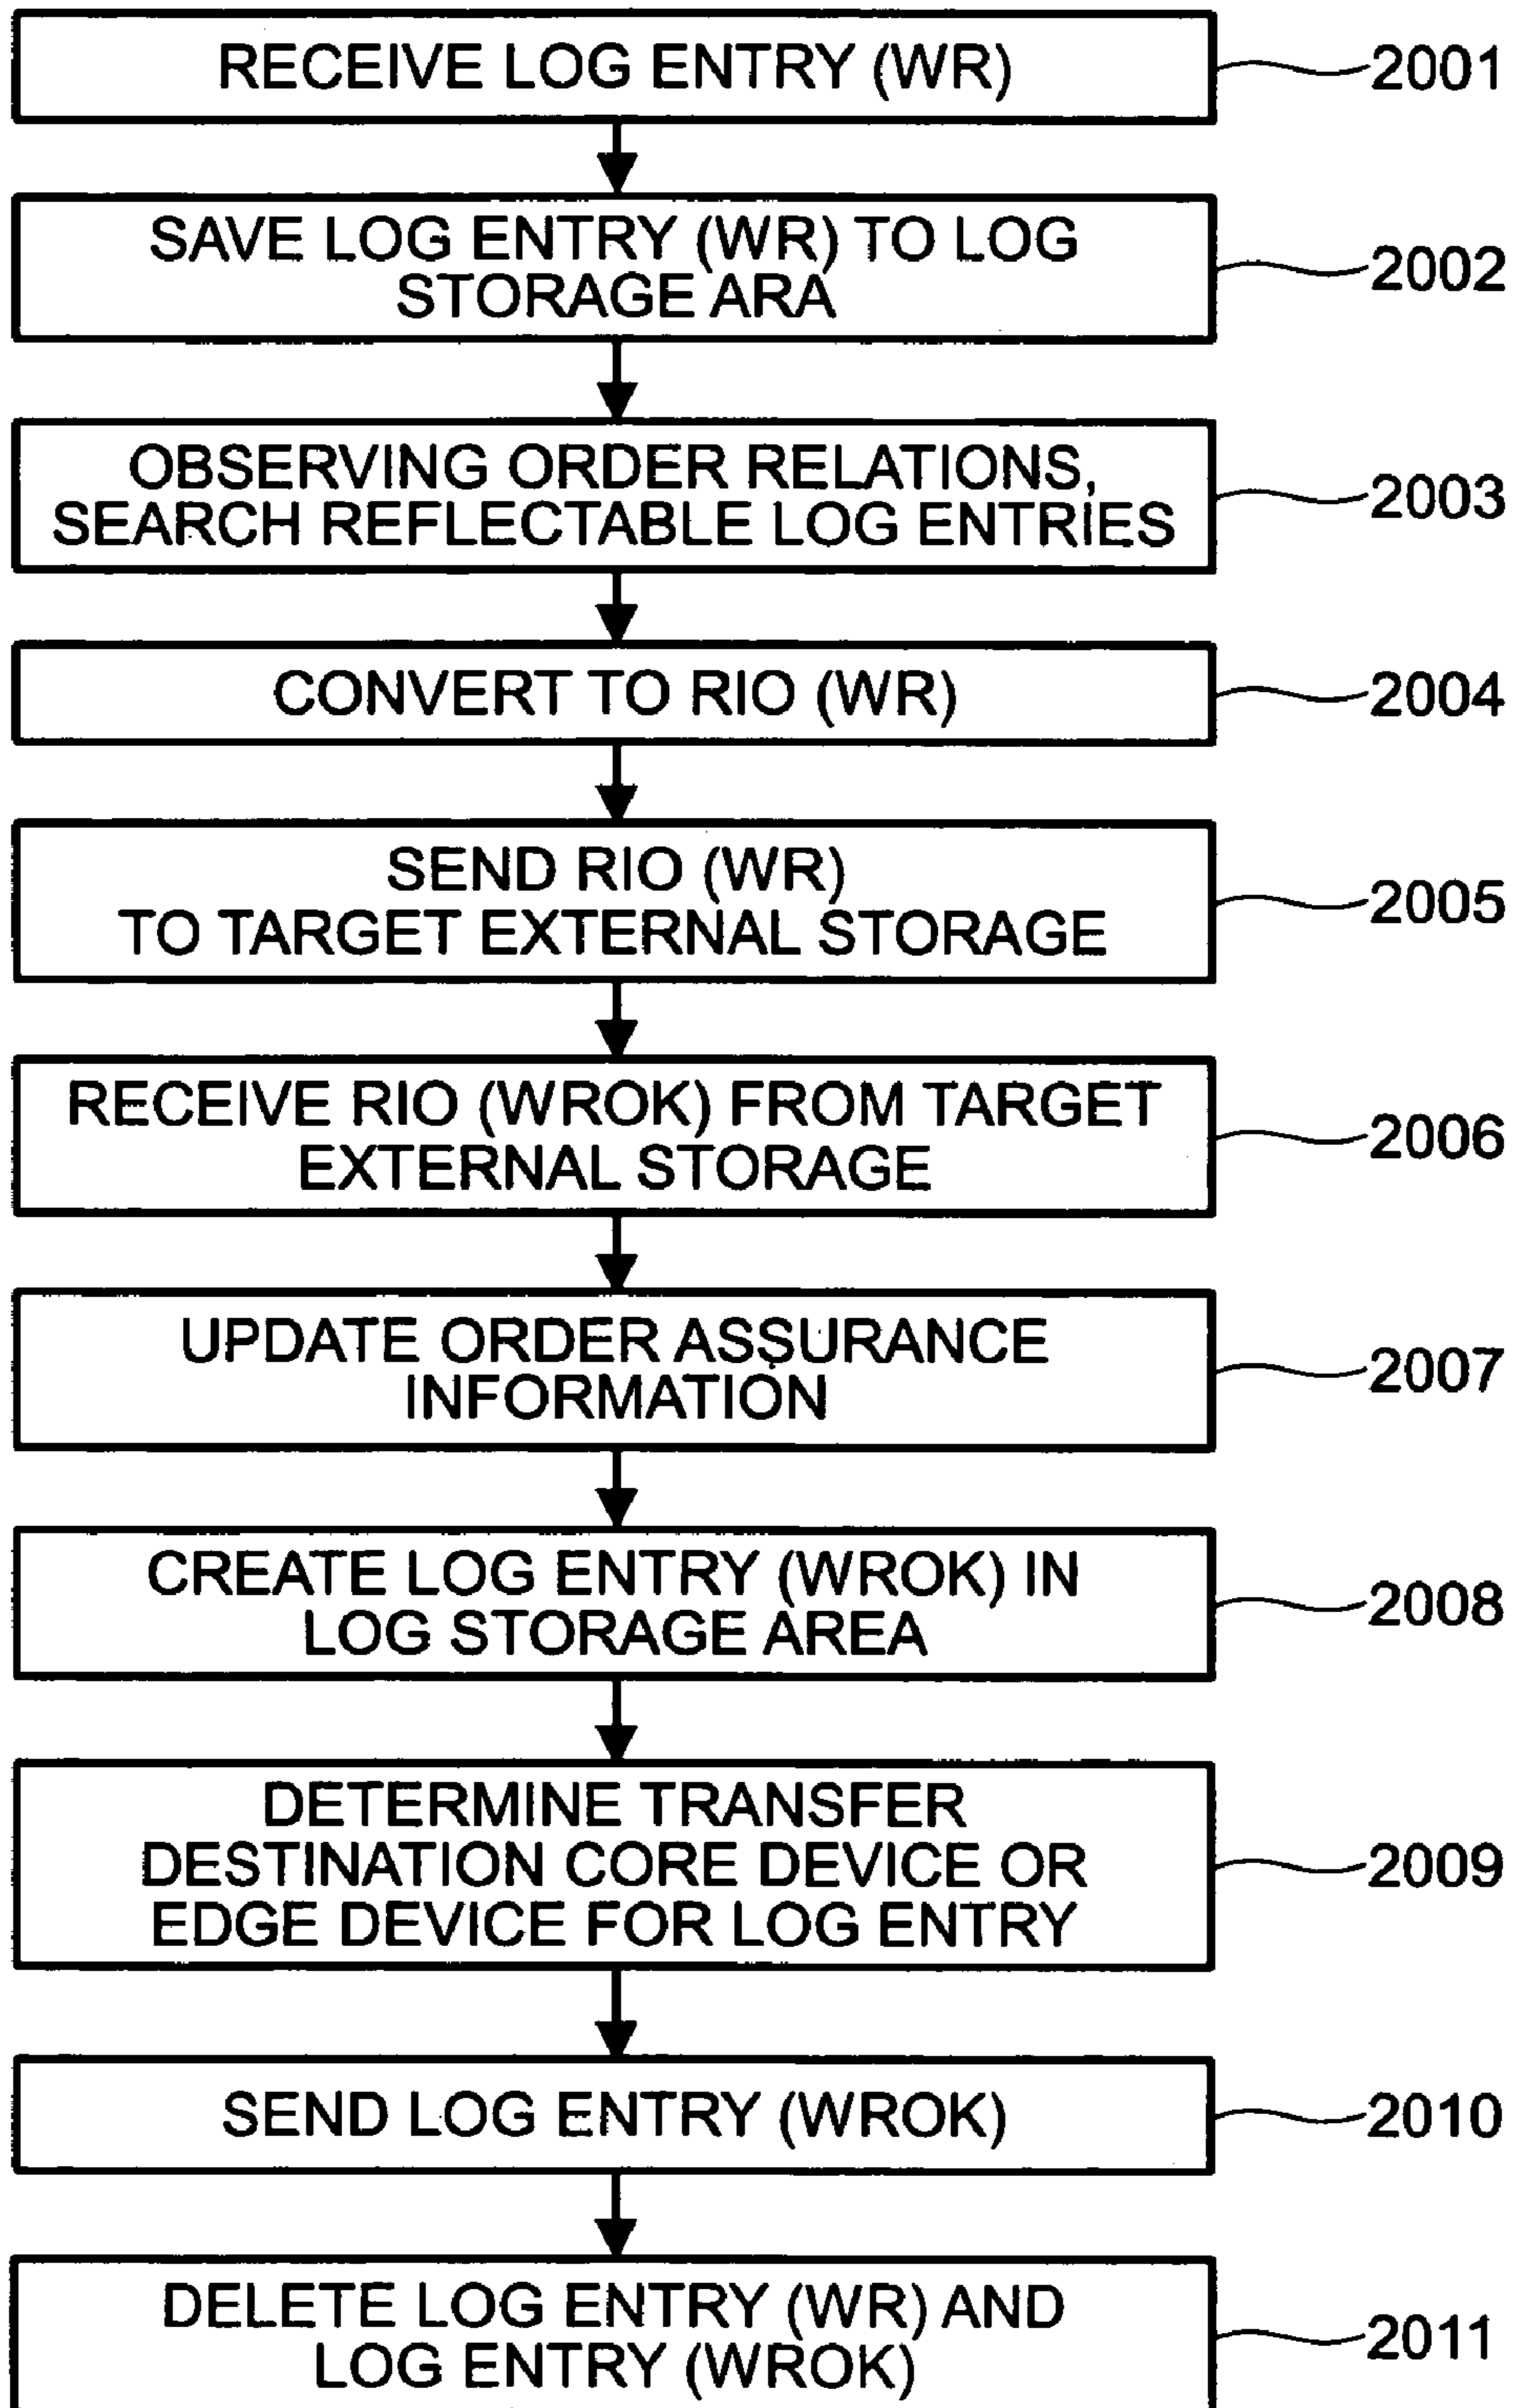 RECEIVE LOG ENTRY (WR)
2001
SAVE LOG ENTRY (WR) TO LOG
STORAGE ARA
2002
OBSERVING ORDER RELATIONS,
SEARCH REFLECTABLE LOG ENTRIES
2003
CONVERT TO RIO (WR)
2004
SEND RIO (WR)
TO TARGET EXTERNAL STORAGE
2005
RECEIVE RIO (WROK) FROM TARGET
EXTERNAL STORAGE
2006
UPDATE ORDER ASSURANCE
INFORMATION
2007
CREATE LOG ENTRY (WROK) IN
LOG STORAGE AREA
2008
DETERMINE TRANSFER
DESTINATION CORE DEVICE OR
EDGE DEVICE FOR LOG ENTRY
2009
SEND LOG ENTRY (WROK)
2010
DELETE LOG ENTRY (WR) AND
LOG ENTRY (WROK)
2011